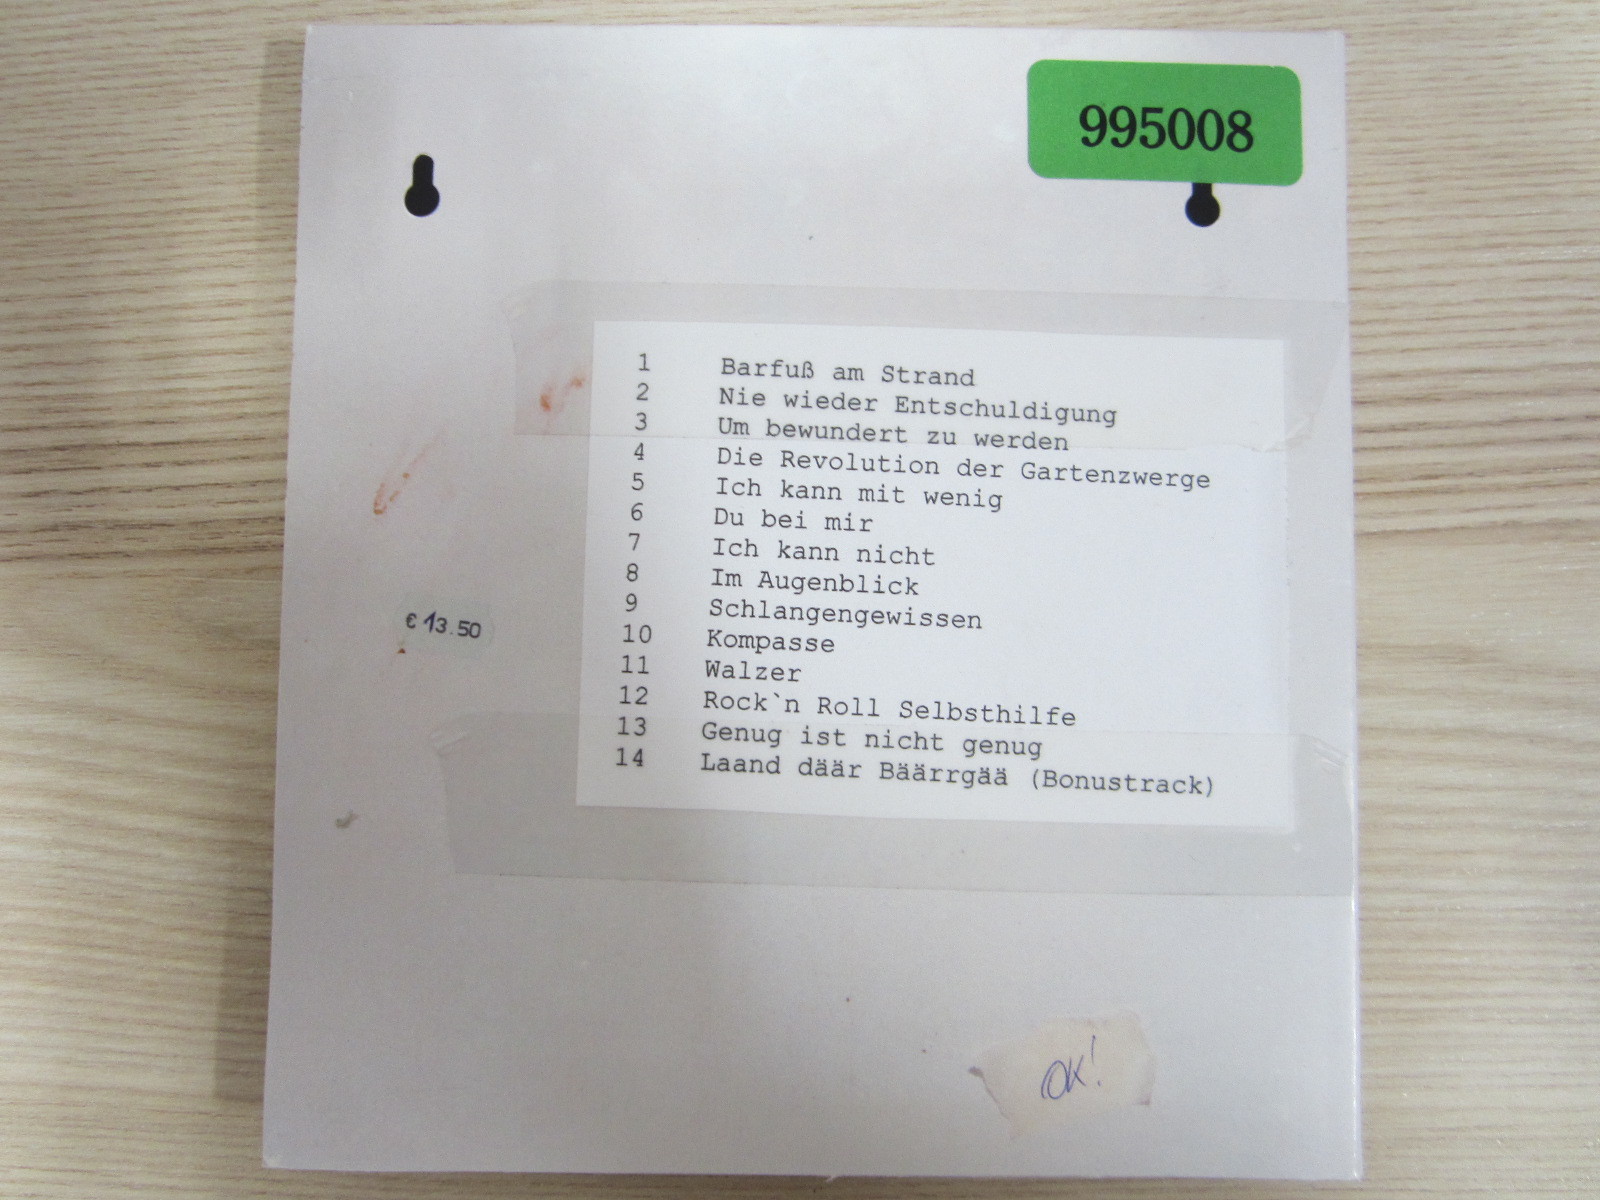 995008
1 Barfuß am Strand
2 Nie wieder Entschuldigung
3 Um bewundert zu werden
4 Die Revolution der Gartenzwerge
5 Ich kann mit wenig
6 Du bei mir
7 Ich kann nicht
8 Im Augenblick
9 Schlangengewissen
10 Kompasse
11 Walzer
12 Rock`n Roll Selbsthilfe
13 Genug ist nicht genug
14 Laand däär Bäärrgää (Bonustrack)
€ 13.50
OK!